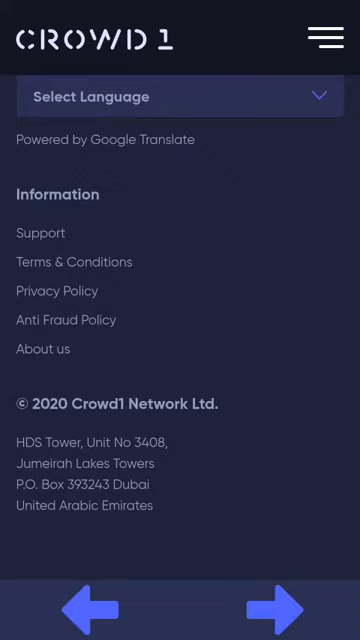 CROWD 1
Select Language
Powered by Google Translate
Information
Support
Terms & Conditions
Privacy Policy
Anti Fraud Policy
About us
© 2020 Crowd1 Network Ltd.
HDS Tower, Unit No 3408,
Jumeirah Lakes Towers
P.O. Box 393243 Dubai
United Arab Emirates